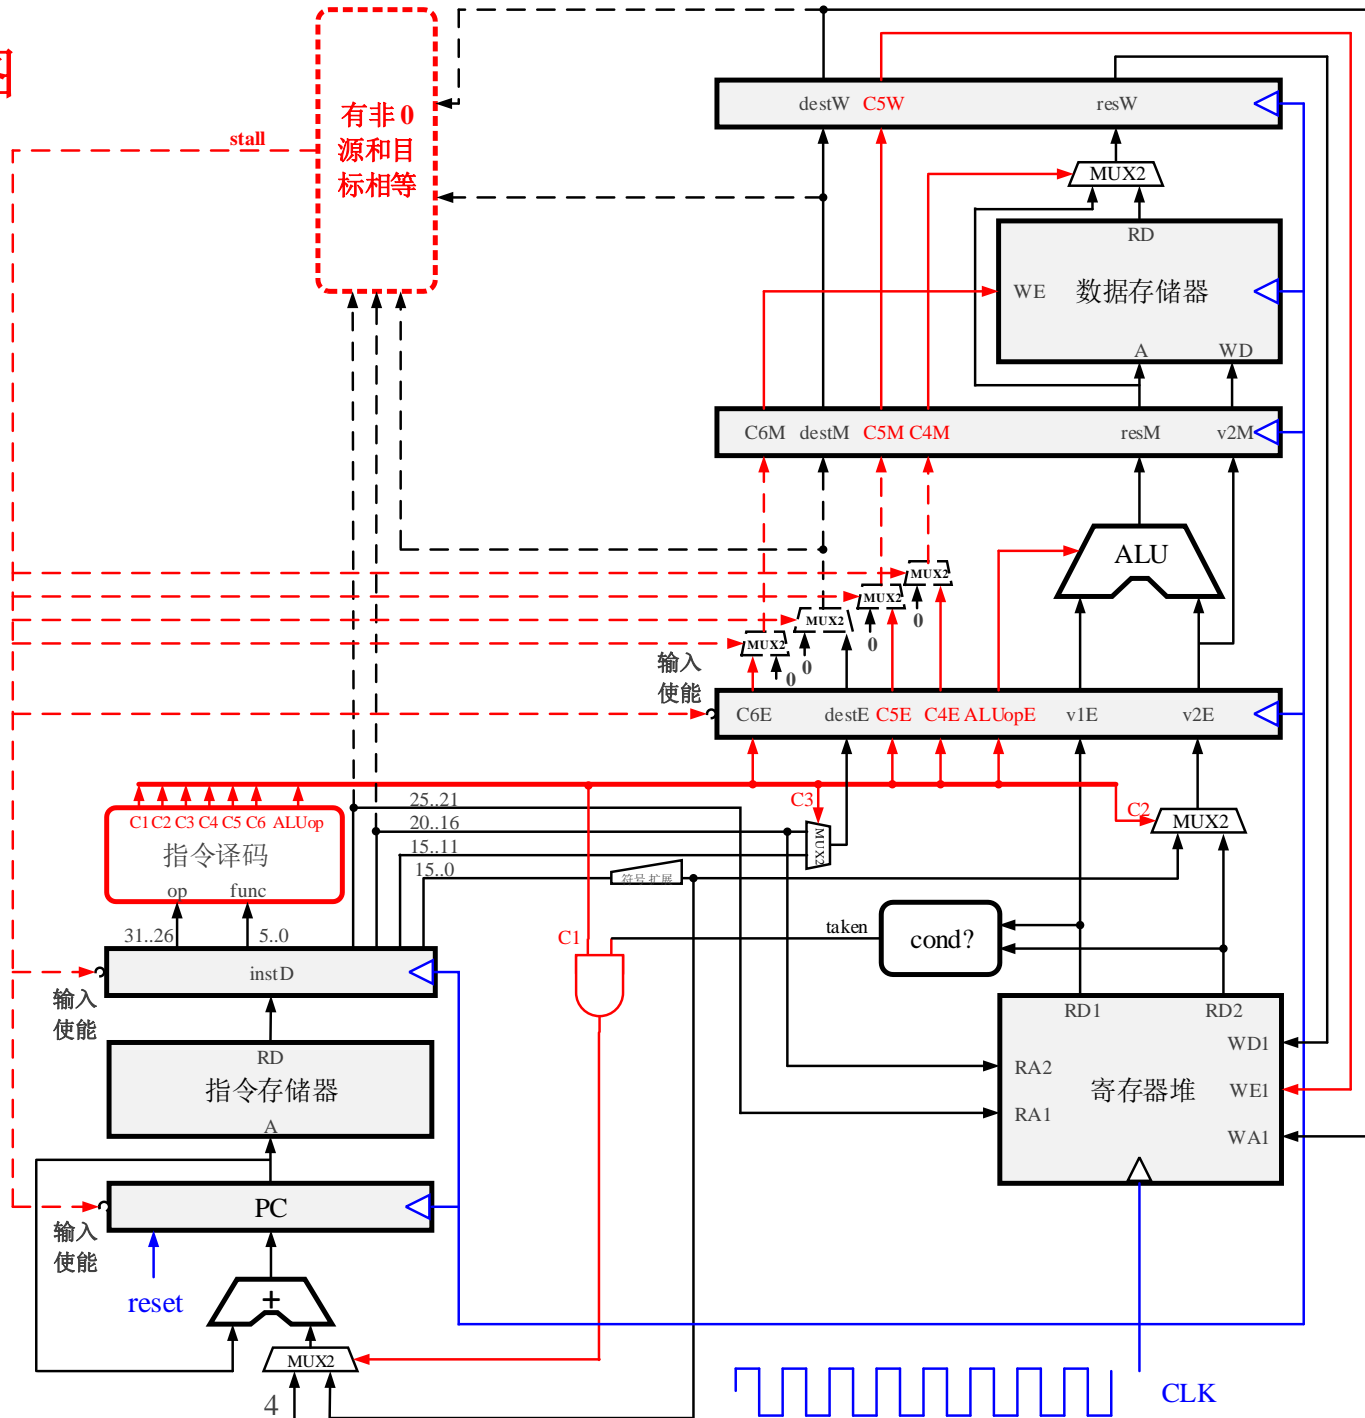 图
有非 0
源和目
标相等
stall
destW C5W resW
MUX2
RD
WE 数据存储器
A WD
C6M destM C5M C4M resM v2M
ALU
MUX2
MUX2
MUX2
MUX2
0
0
0
0
输入
使能
C6E destE C5E C4E ALUopE v1E v2E
C1 C2 C3 C4 C5 C6 ALUop
指令译码
op func
31..26 5..0
25..21
20..16
15..11
15..0
C3
MUX2
C2
MUX2
符号扩展
C1
taken
cond?
instD
输入
使能
RD
指令存储器
A
RD1 RD2
WD1
RA2
寄存器堆
WE1
RA1
WA1
PC
输入
使能
reset
+
MUX2
4
CLK